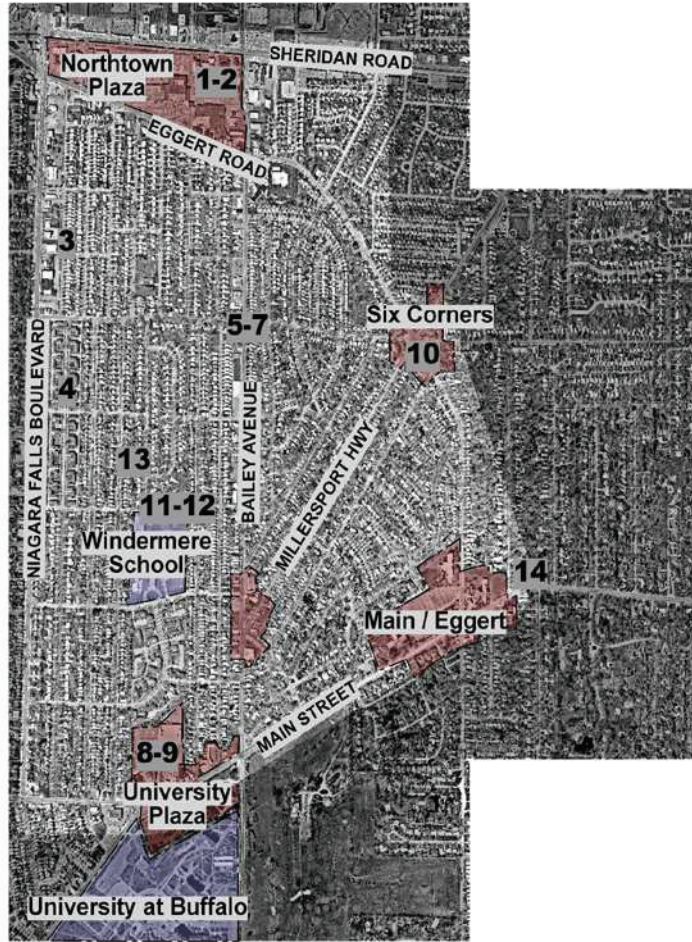 SHERIDAN ROAD
Northtown
Plaza
1-2
EGGERT ROAD
3
Six Corners
5-7
10
4
NIAGARA FALLS BOULEVARD
BAILEY AVENUE
MILLERSPORT HWY
13
11-12
Windermere
School
14
Main / Eggert
MAIN STREET
8-9
University
Plaza
University at Buffalo